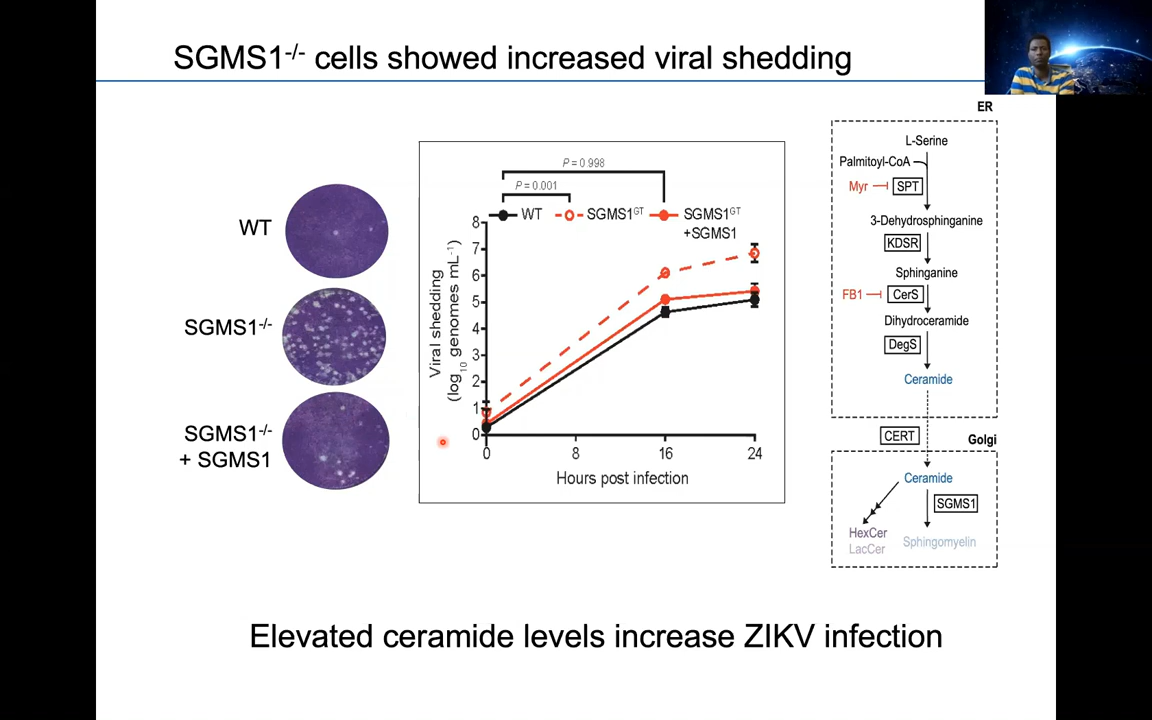 SGMS1-/- cells showed increased viral shedding
WT
SGMS1-/-
SGMS1-/-
+ SGMS1
P = 0.998
P = 0.001
WT
SGMS1GT
SGMS1GT
+SGMS1
Viral shedding
(log10 genomes mL-1)
8
7
6
5
4
3
2
1
0
0
8
16
24
Hours post infection
ER
L-Serine
Palmitoyl-CoA
Myr
SPT
3-Dehydrosphinganine
KDSR
Sphinganine
FB1
CerS
Dihydroceramide
DegS
Ceramide
CERT
Golgi
Ceramide
SGMS1
HexCer
LacCer
Sphingomyelin
Elevated ceramide levels increase ZIKV infection